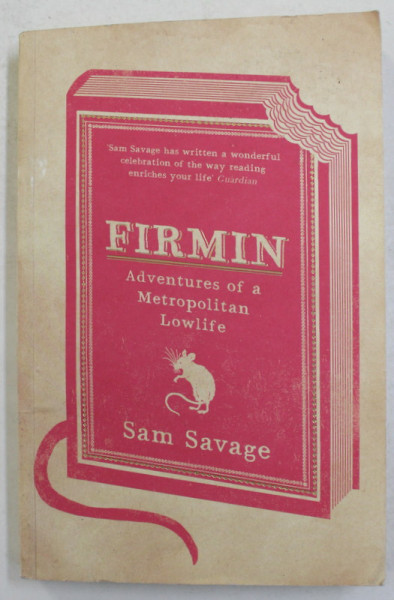 'Sam Savage has written a wonderful
celebration of the way reading
enriches your life' Guardian
FIRMIN
Adventures of a
Metropolitan
Lowlife
Sam Savage